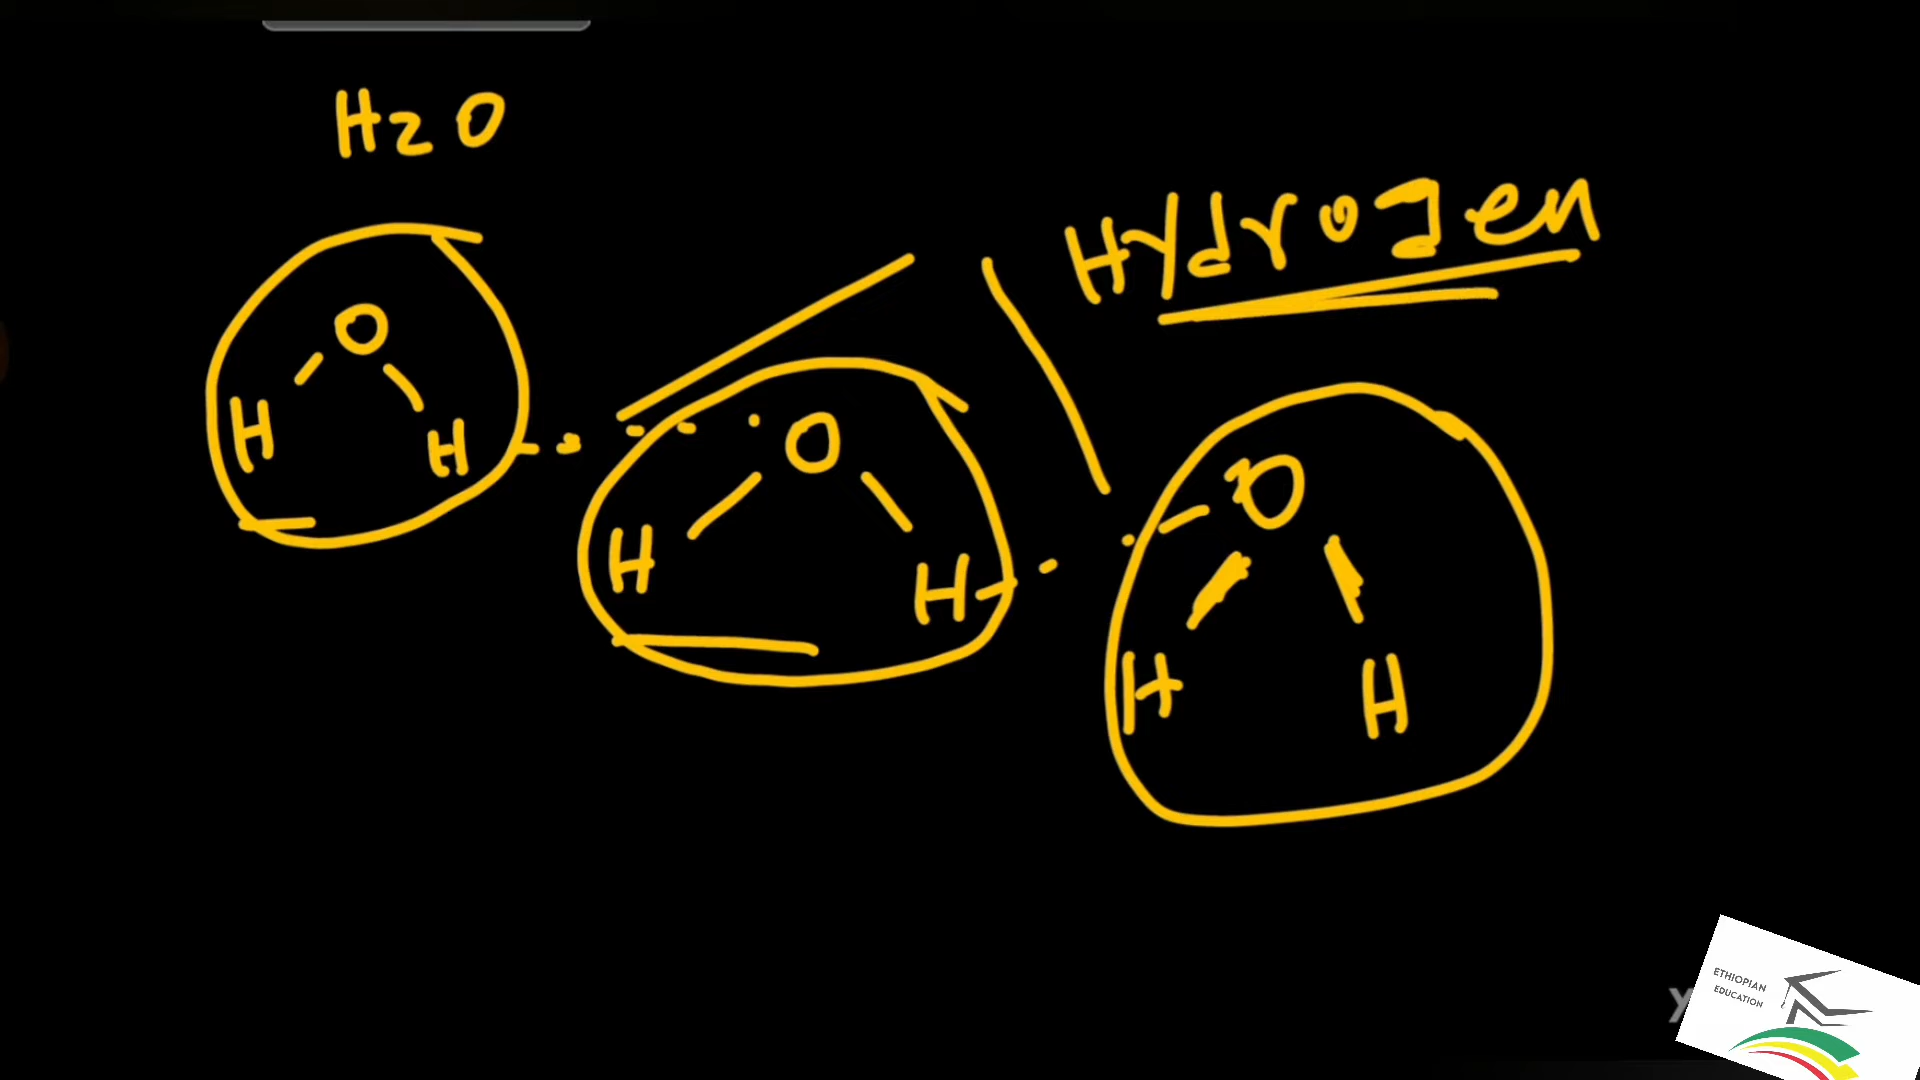 H2O
Hydrogen
O
H H
O
H H
O
H H
ETHIOPIAN
EDUCATION